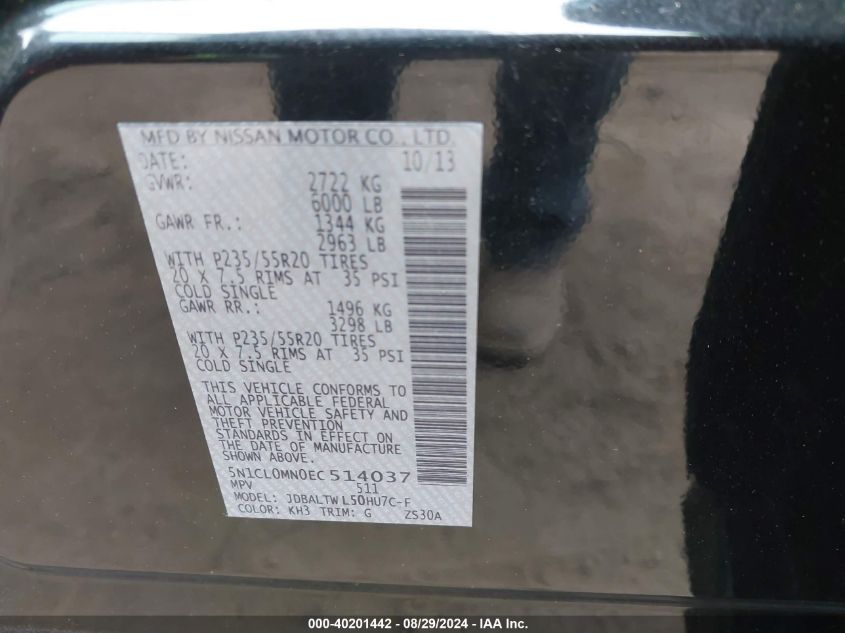 MFD BY NISSAN MOTOR CO., LTD.
DATE: 10/13
GVWR: 2722 KG
6000 LB
GAWR FR.: 1344 KG
2963 LB
WITH P235/55R20 TIRES
20 X 7.5 RIMS AT 35 PSI
COLD SINGLE
GAWR RR.: 1496 KG
3298 LB
WITH P235/55R20 TIRES
20 X 7.5 RIMS AT 35 PSI
COLD SINGLE
THIS VEHICLE CONFORMS TO
ALL APPLICABLE FEDERAL
MOTOR VEHICLE SAFETY AND
THEFT PREVENTION
STANDARDS IN EFFECT ON
THE DATE OF MANUFACTURE
SHOWN ABOVE.
5N1CL0MN0EC514037
MPV 511
MODEL: JDBALTWL50HU7C-F
COLOR: KH3 TRIM: G ZS30A
000-40201442 - 08/29/2024 - IAA Inc.